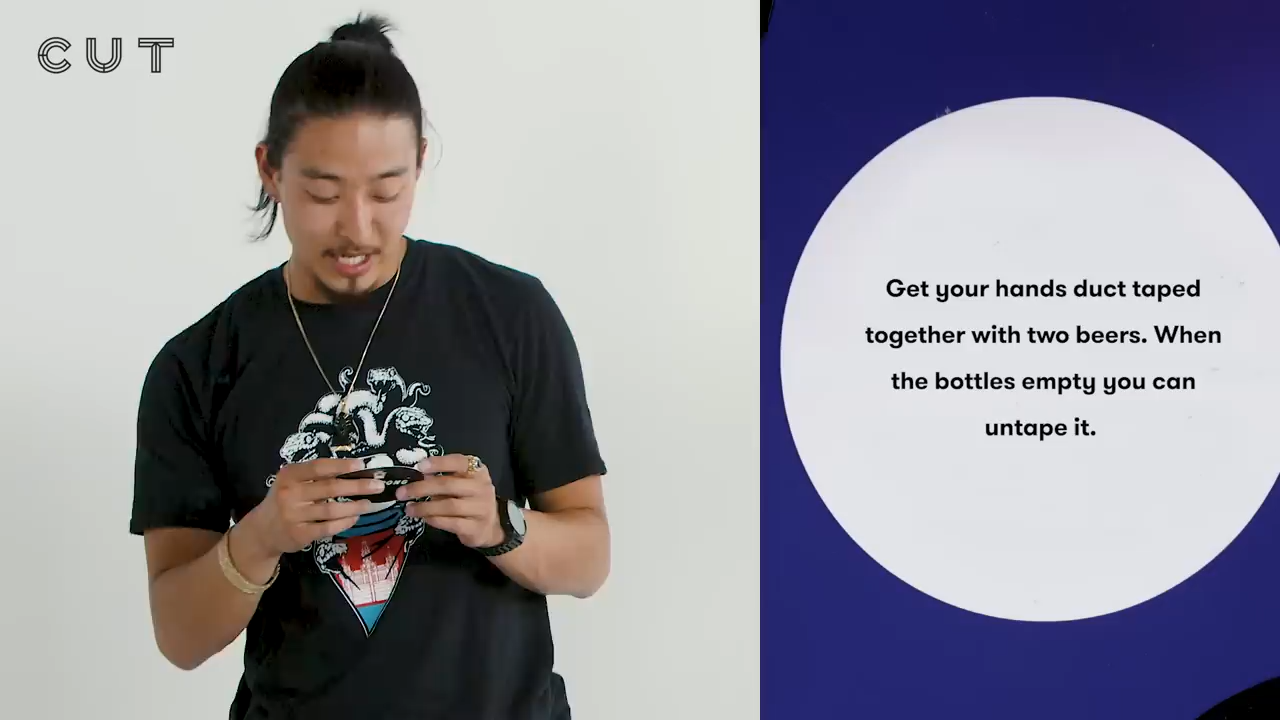 CUT
Get your hands duct taped
together with two beers. When
the bottles empty you can
untape it.